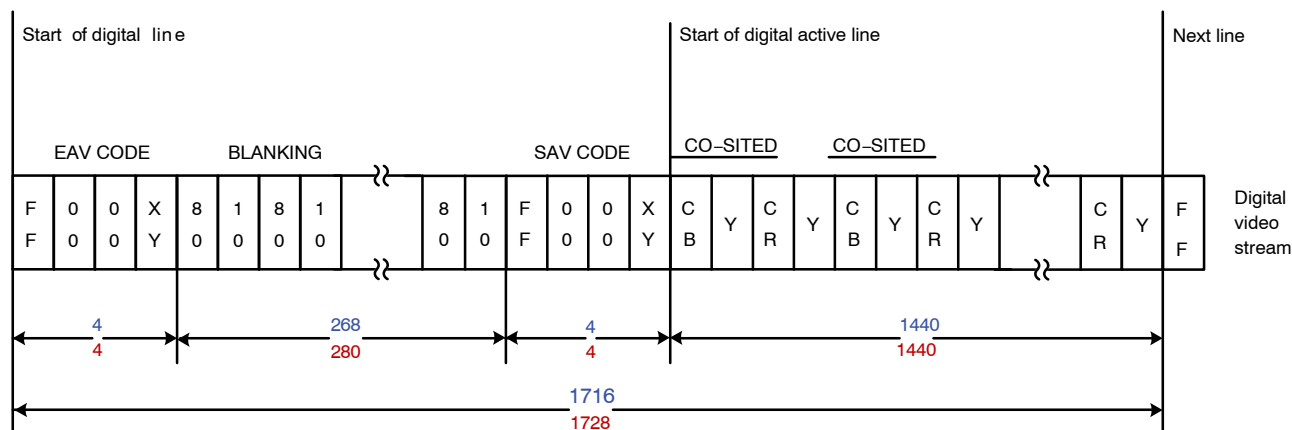 Start of digital line
Start of digital active line
Next line
EAV CODE
BLANKING
SAV CODE
CO-SITED
CO-SITED
F 0 0 X 8 1 8 1 8 1 F 0 0 X C Y C Y C Y C Y C Y F
F 0 0 Y 0 0 0 0 0 0 F 0 0 Y B R B R R F
Digital
video
stream
4 268 4 1440
4 280 4 1440
1716
1728